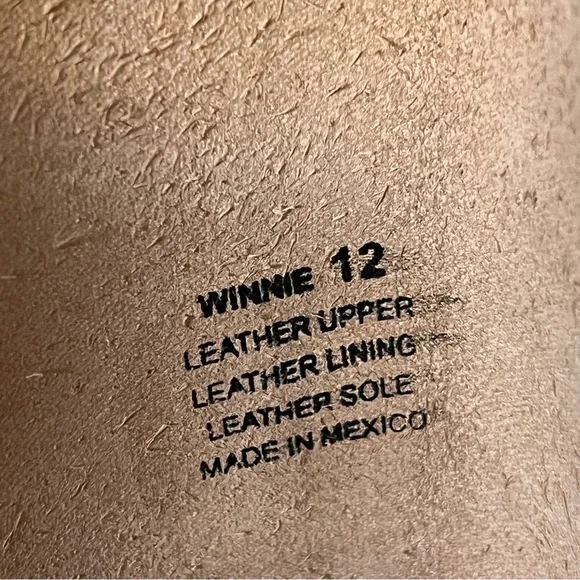 WINNIE 12
LEATHER UPPER
LEATHER LINING
LEATHER SOLE
MADE IN MEXICO